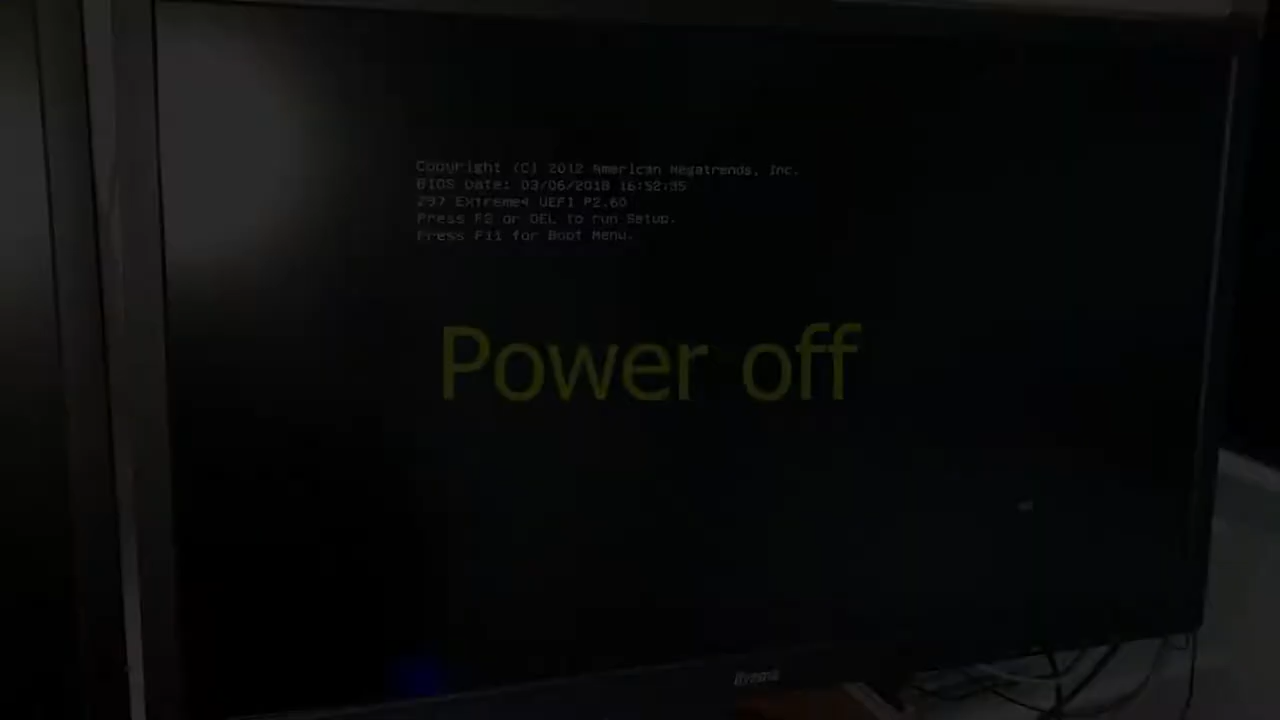 Copyright (C) 2012 American Megatrends, Inc.
BIOS Date: 03/06/2018 16:52:35
Z97 Extreme4 UEFI P2.60
Press F2 or DEL to run Setup.
Press F11 for Boot Menu.
Power off
iiyama